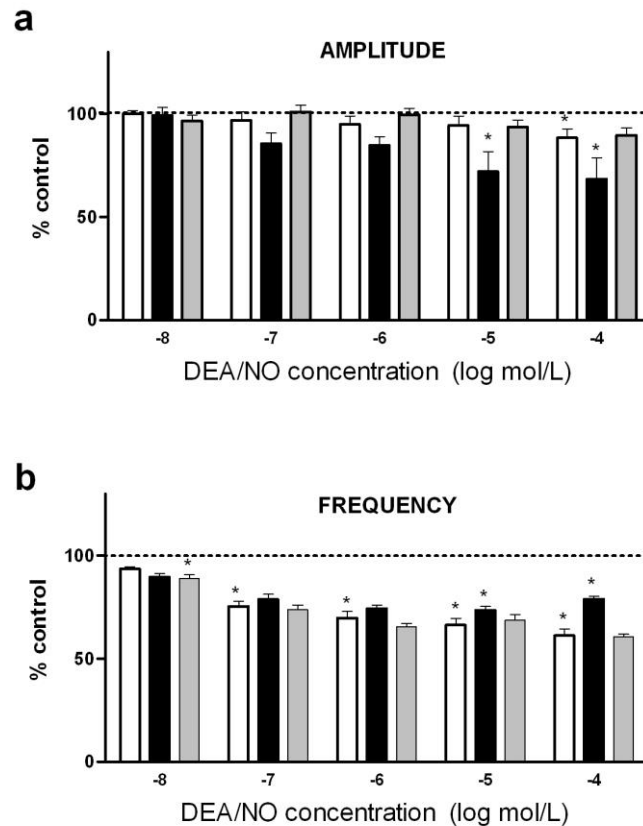 a
AMPLITUDE
100
50
0
% control
* * *
-8 -7 -6 -5 -4
DEA/NO concentration (log mol/L)
b
FREQUENCY
100
50
0
% control
* * * * * * *
-8 -7 -6 -5 -4
DEA/NO concentration (log mol/L)